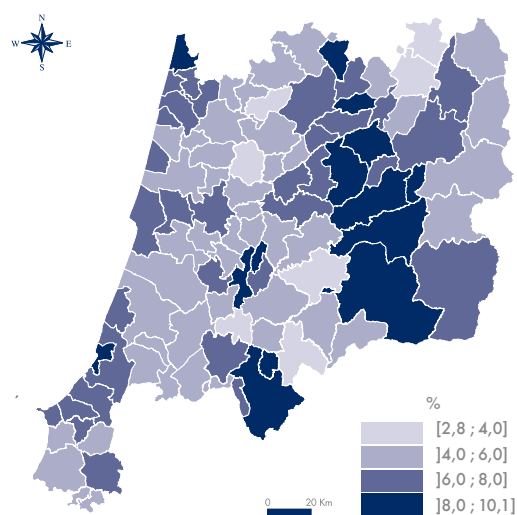 N
W E
S
%
]2,8 ; 4,0]
]4,0 ; 6,0]
]6,0 ; 8,0]
]8,0 ; 10,1]
0 20 Km